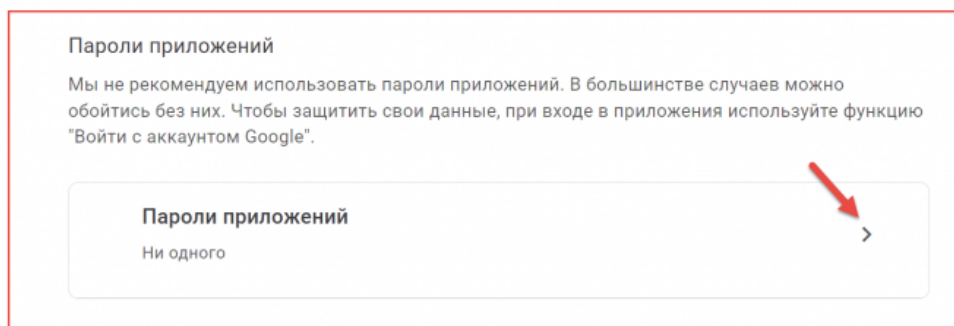 Пароли приложений
Мы не рекомендуем использовать пароли приложений. В большинстве случаев можно
обойтись без них. Чтобы защитить свои данные, при входе в приложения используйте функцию
"Войти с аккаунтом Google".
Пароли приложений
Ни одного